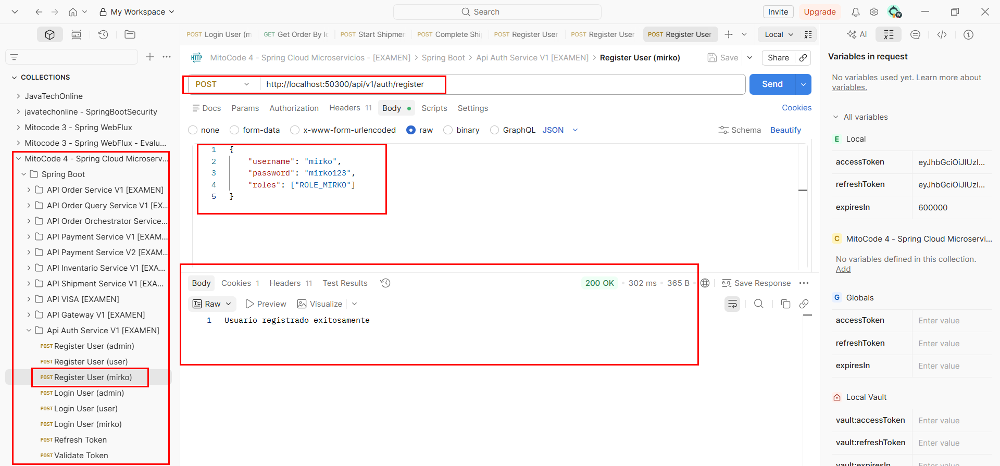 My Workspace
Search
Invite
Upgrade
POST Login User (m
GET Get Order By Ic
POST Start Shipmer
POST Complete Shi
POST Register User
POST Register User
POST Register User
Local
AI
COLLECTIONS
JavaTechOnline
javatechonline - SpringBootSecurity
Mitocode 3 - Spring WebFlux
Mitocode 3 - Spring WebFlux - Evalu...
MitoCode 4 - Spring Cloud Microserv...
Spring Boot
API Order Service V1 [EXAMEN]
API Order Query Service V1 [EX...
API Order Orchestrator Service...
API Payment Service V1 [EXAM...
API Payment Service V2 [EXAM...
API Inventario Service V1 [EXA...
API Shipment Service V1 [EXA...
API VISA [EXAMEN]
API Gateway V1 [EXAMEN]
Api Auth Service V1 [EXAMEN]
POST Register User (admin)
POST Register User (user)
POST Register User (mirko)
POST Login User (admin)
POST Login User (user)
POST Login User (mirko)
POST Refresh Token
POST Validate Token
HTTP MitoCode 4 - Spring Cloud Microservicios - [EXAMEN] > Spring Boot > Api Auth Service V1 [EXAMEN] > Register User (mirko)
Save
Share
POST http://localhost:50300/api/v1/auth/register
Send
Docs Params Authorization Headers 11 Body Scripts Settings
Cookies
none form-data x-www-form-urlencoded raw binary GraphQL JSON
Schema Beautify
1 {
2 "username": "mirko",
3 "password": "mirko123",
4 "roles": ["ROLE_MIRKO"]
5 }
Body Cookies 1 Headers 11 Test Results
200 OK • 302 ms • 365 B
e.g. Save Response
Raw Preview Visualize
1 Usuario registrado exitosamente
Variables in request
No variables used yet. Learn more about
variables.
All variables
E Local
accessToken eyJhbGciOiJIUzI...
refreshToken eyJhbGciOiJIUzI...
expiresIn 600000
C MitoCode 4 - Spring Cloud Microservi...
No variables defined in this collection.
Add
G Globals
accessToken Enter value
refreshToken Enter value
expiresIn Enter value
Local Vault
vault:accessToken Enter value
vault:refreshToken Enter value
vault:expiresIn Enter value